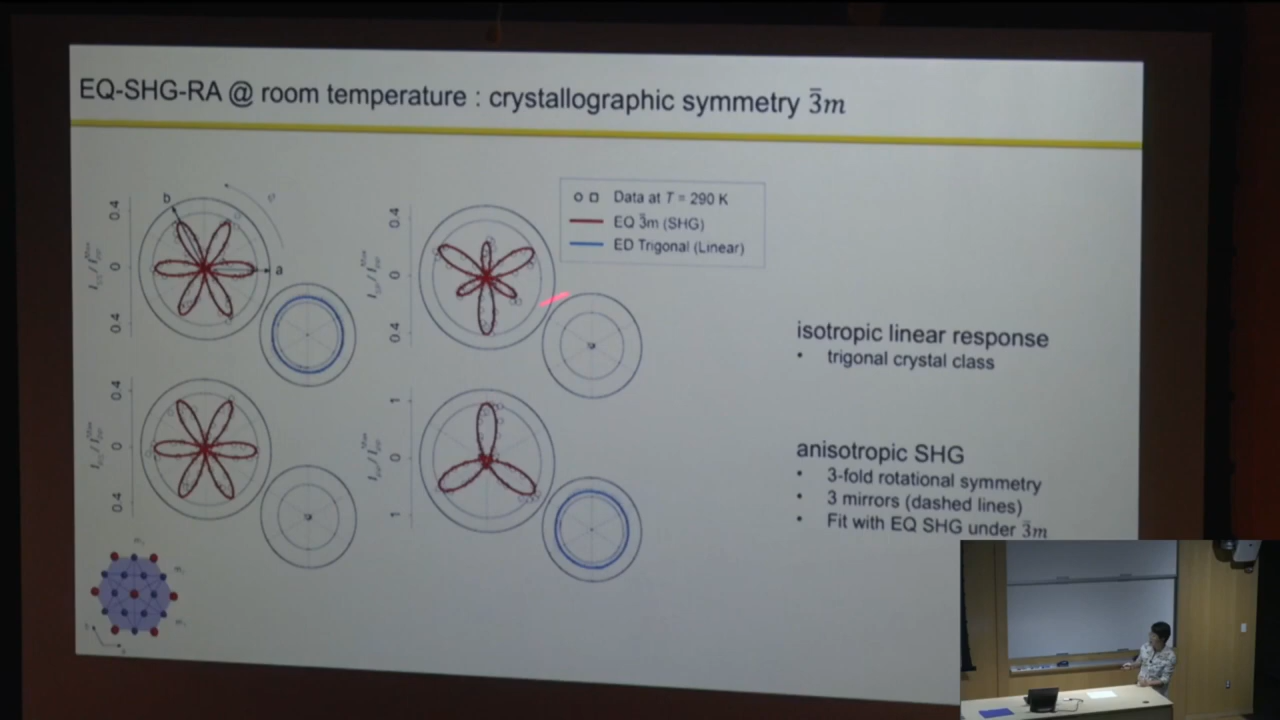 EQ-SHG-RA @ room temperature : crystallographic symmetry 3̄m
Data at T = 290 K
EQ 3̄m (SHG)
ED Trigonal (Linear)
b
a
0.4
0
0.4
0.4
0
0.4
0.4
0
0.4
1
0
1
isotropic linear response
• trigonal crystal class
anisotropic SHG
• 3-fold rotational symmetry
• 3 mirrors (dashed lines)
• Fit with EQ SHG under 3̄m